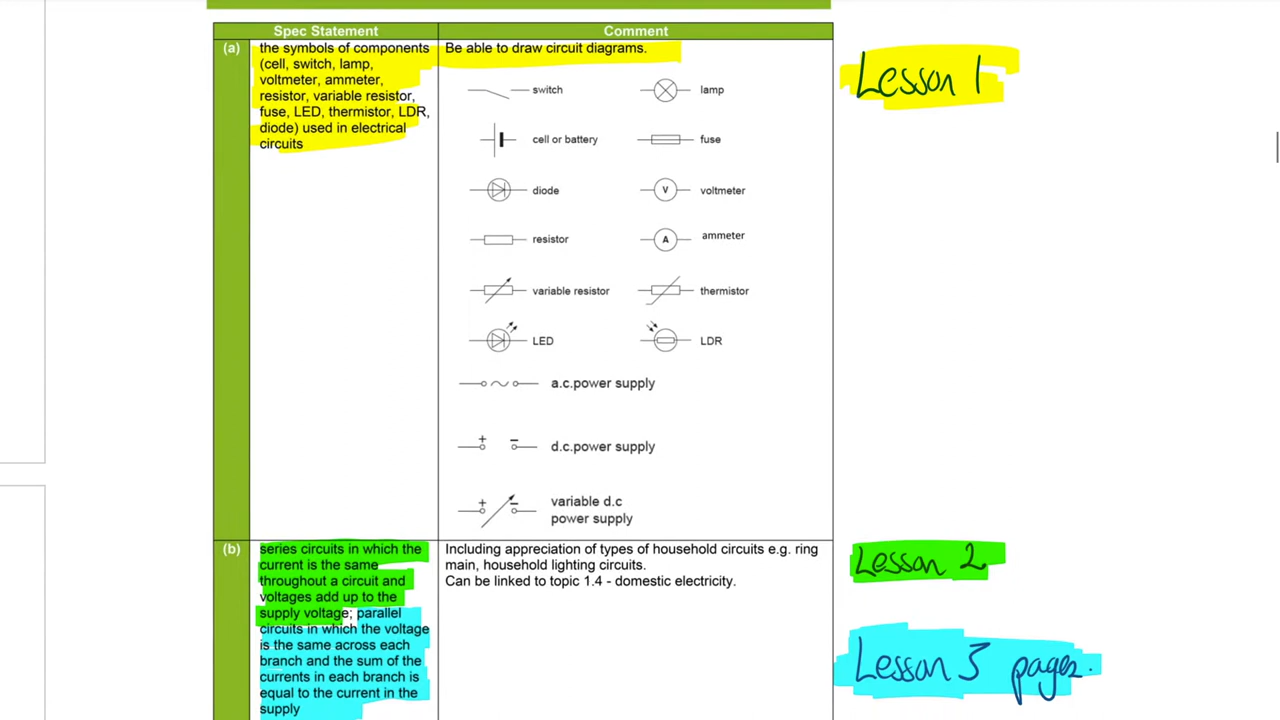 Spec Statement
Comment
(a)
the symbols of components
(cell, switch, lamp,
voltmeter, ammeter,
resistor, variable resistor,
fuse, LED, thermistor, LDR,
diode) used in electrical
circuits
Be able to draw circuit diagrams.
switch
lamp
cell or battery
fuse
diode
V
voltmeter
resistor
A
ammeter
variable resistor
thermistor
LED
LDR
a.c.power supply
+ −
d.c.power supply
+ −
variable d.c
power supply
Lesson 1
(b)
series circuits in which the
current is the same
throughout a circuit and
voltages add up to the
supply voltage; parallel
circuits in which the voltage
is the same across each
branch and the sum of the
currents in each branch is
equal to the current in the
supply
Including appreciation of types of household circuits e.g. ring
main, household lighting circuits.
Can be linked to topic 1.4 - domestic electricity.
Lesson 2
Lesson 3 pages.